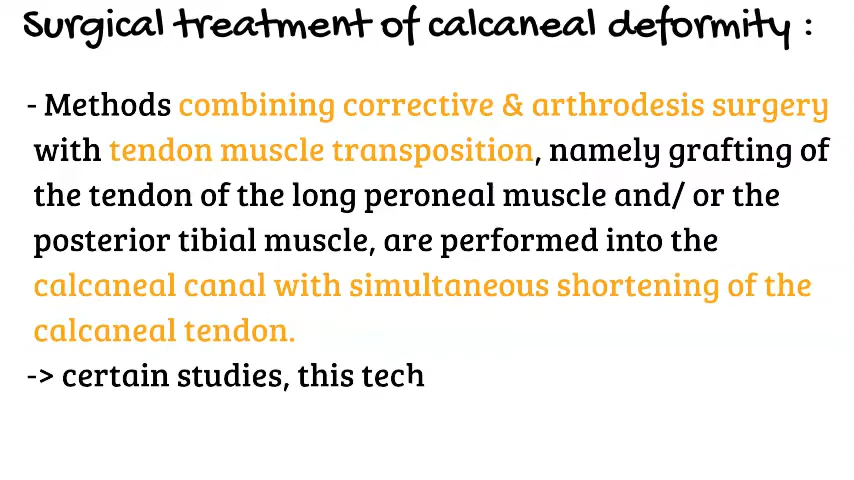 Surgical treatment of calcaneal deformity :
- Methods combining corrective & arthrodesis surgery
with tendon muscle transposition, namely grafting of
the tendon of the long peroneal muscle and/ or the
posterior tibial muscle, are performed into the
calcaneal canal with simultaneous shortening of the
calcaneal tendon.
-> certain studies, this tech